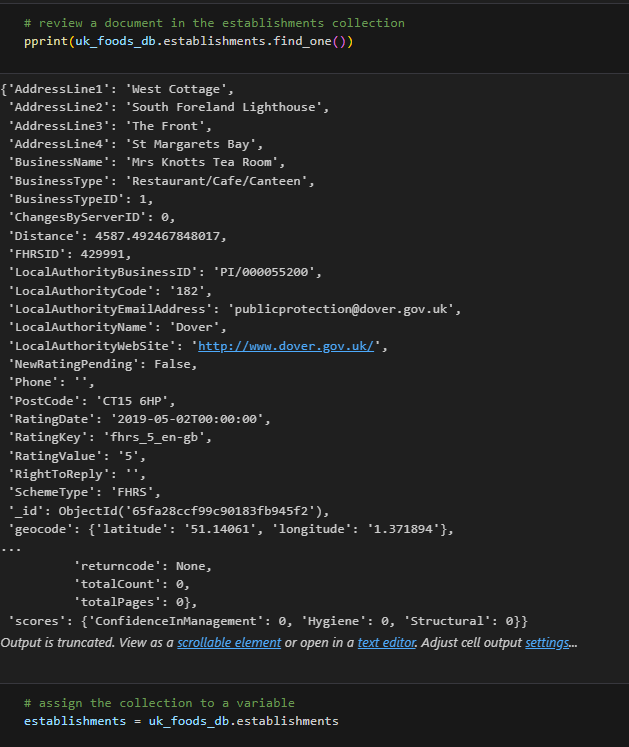 # review a document in the establishments collection
pprint(uk_foods_db.establishments.find_one())
{'AddressLine1': 'West Cottage',
 'AddressLine2': 'South Foreland Lighthouse',
 'AddressLine3': 'The Front',
 'AddressLine4': 'St Margarets Bay',
 'BusinessName': 'Mrs Knotts Tea Room',
 'BusinessType': 'Restaurant/Cafe/Canteen',
 'BusinessTypeID': 1,
 'ChangesByServerID': 0,
 'Distance': 4587.492467848017,
 'FHRSID': 429991,
 'LocalAuthorityBusinessID': 'PI/000055200',
 'LocalAuthorityCode': '182',
 'LocalAuthorityEmailAddress': 'publicprotection@dover.gov.uk',
 'LocalAuthorityName': 'Dover',
 'LocalAuthorityWebSite': 'http://www.dover.gov.uk/',
 'NewRatingPending': False,
 'Phone': '',
 'PostCode': 'CT15 6HP',
 'RatingDate': '2019-05-02T00:00:00',
 'RatingKey': 'fhrs_5_en-gb',
 'RatingValue': '5',
 'RightToReply': '',
 'SchemeType': 'FHRS',
 '_id': ObjectId('65fa28ccf99c90183fb945f2'),
 'geocode': {'latitude': '51.14061', 'longitude': '1.371894'},
...
          'returncode': None,
          'totalCount': 0,
          'totalPages': 0},
 'scores': {'ConfidenceInManagement': 0, 'Hygiene': 0, 'Structural': 0}}
Output is truncated. View as a scrollable element or open in a text editor. Adjust cell output settings...
# assign the collection to a variable
establishments = uk_foods_db.establishments